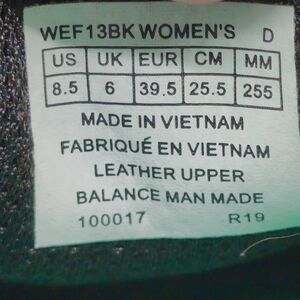 WEF13BK WOMEN'S D
US UK EUR CM MM
8.5 6 39.5 25.5 255
MADE IN VIETNAM
FABRIQUÉ EN VIETNAM
LEATHER UPPER
BALANCE MAN MADE
100017 R19